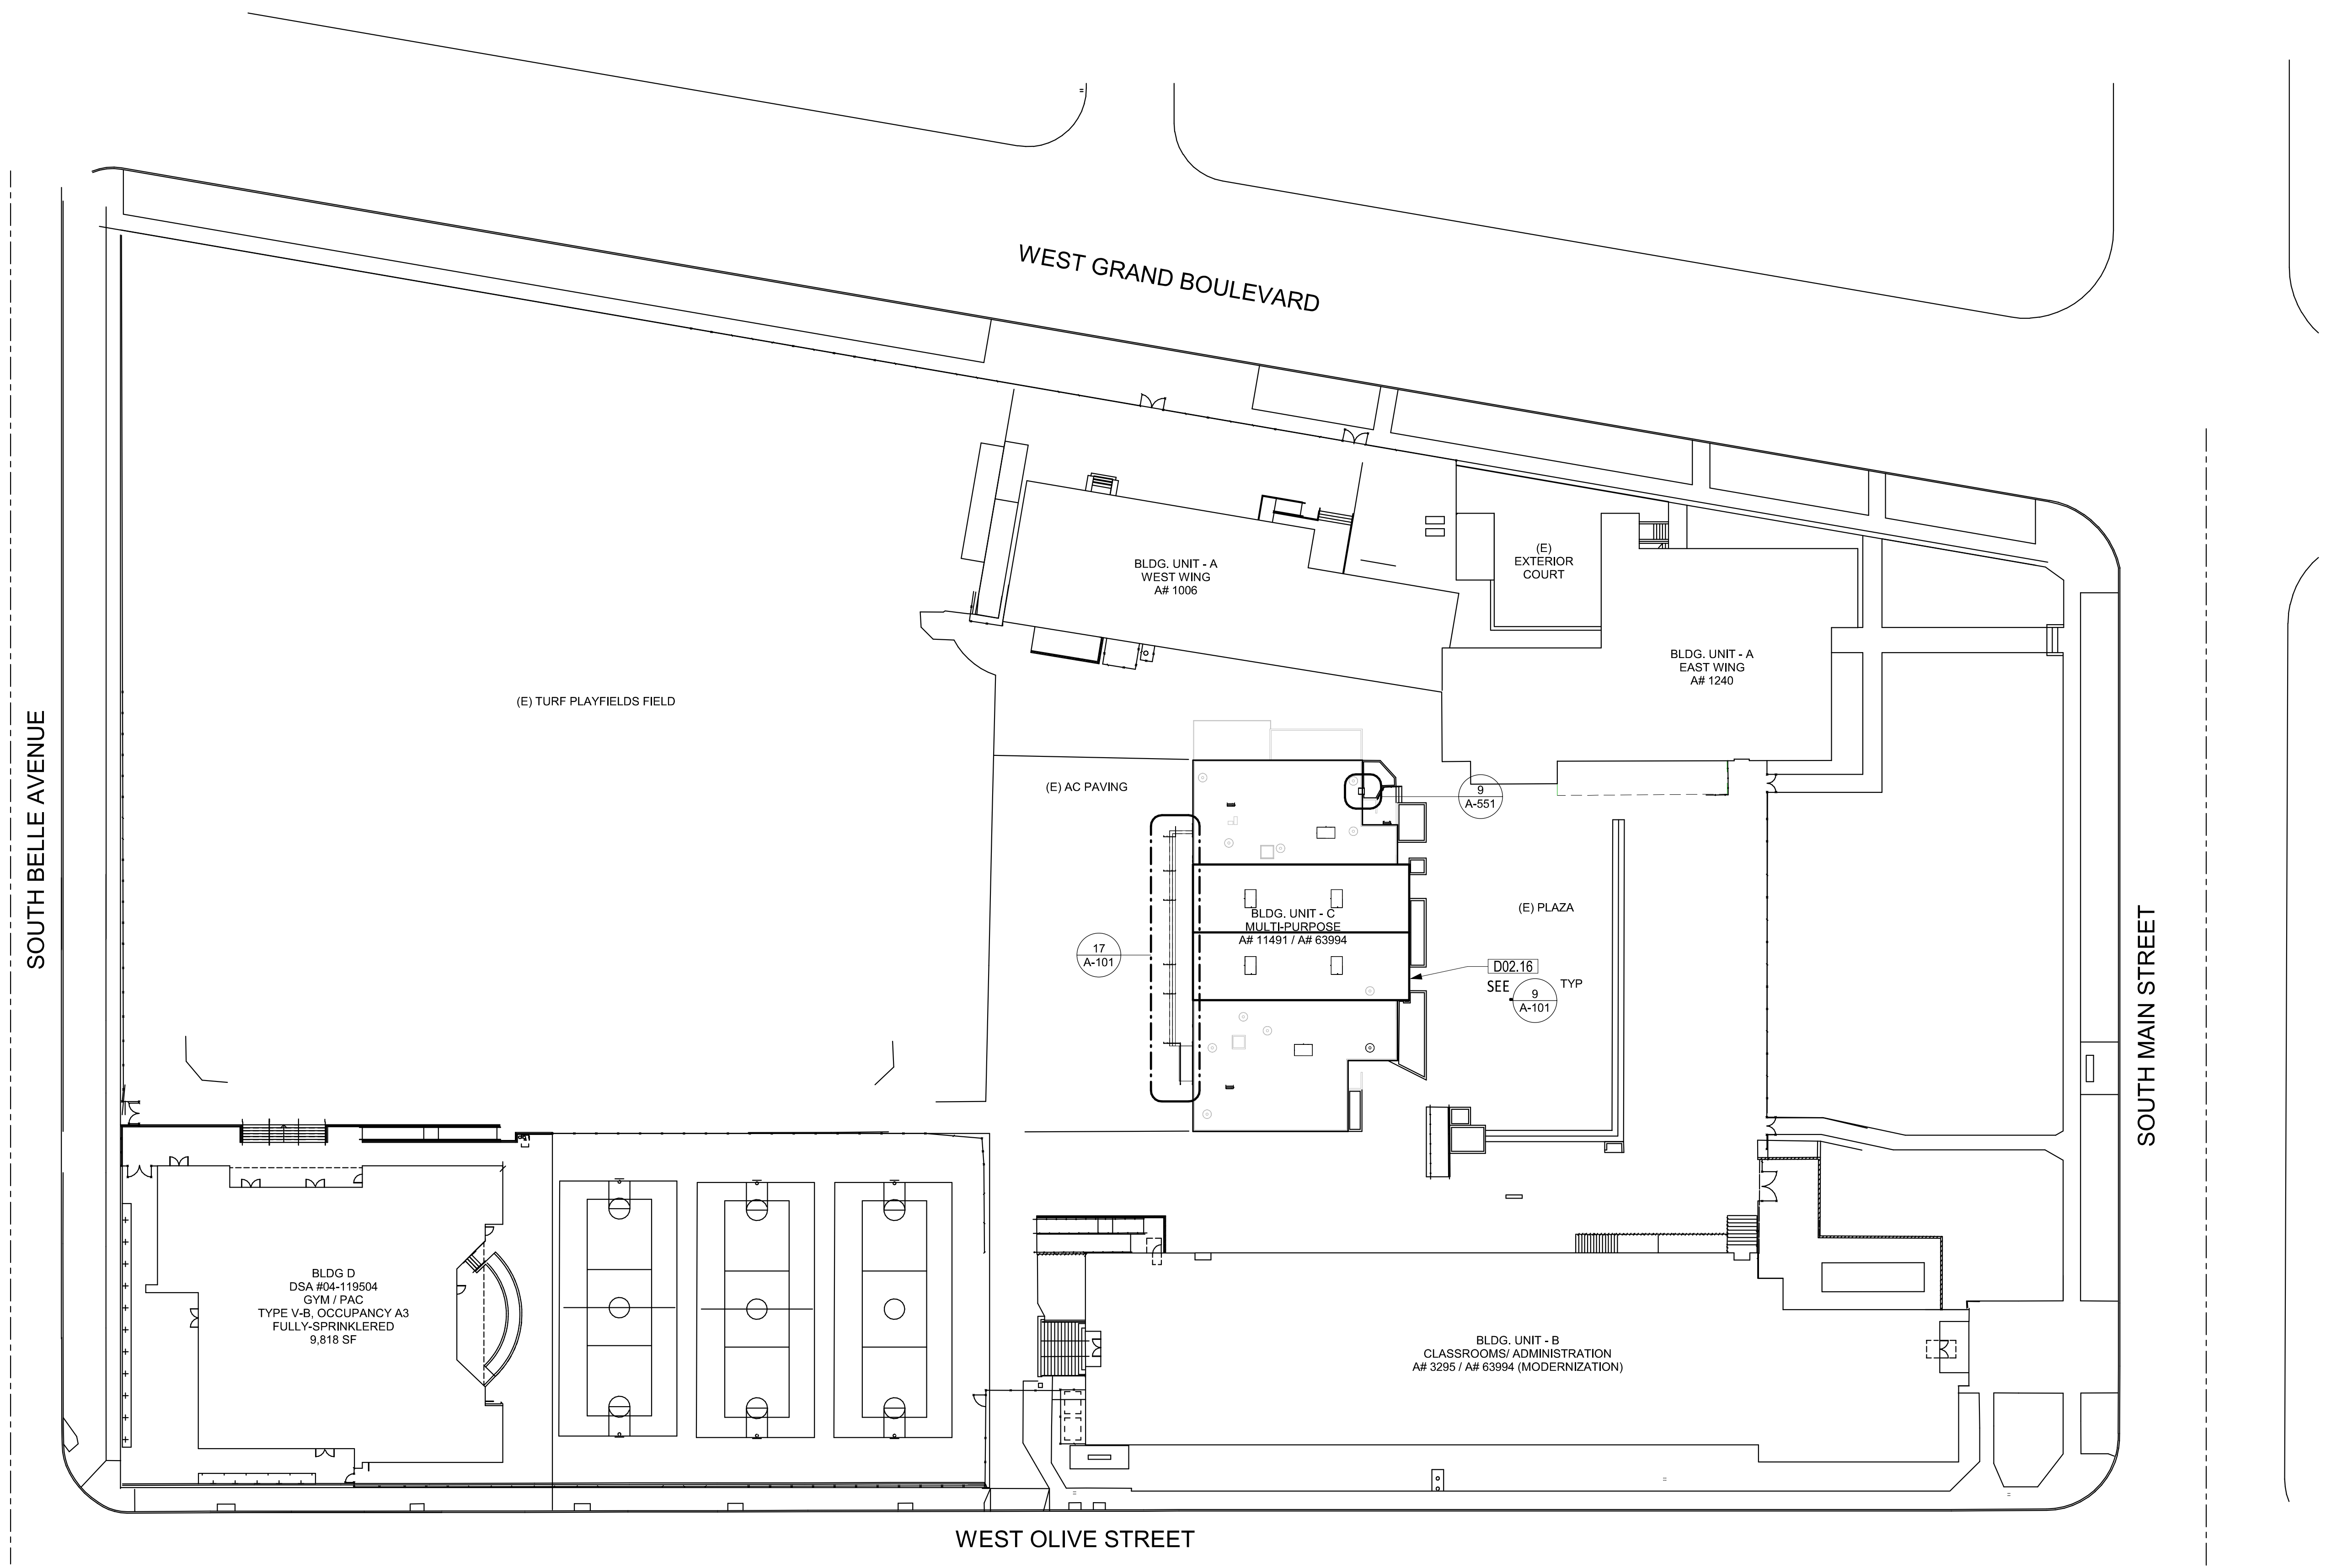 WEST GRAND BOULEVARD
BLDG. UNIT - A
WEST WING
A# 1006
(E)
EXTERIOR
COURT
BLDG. UNIT - A
EAST WING
A# 1240
(E) TURF PLAYFIELDS FIELD
SOUTH BELLE AVENUE
(E) AC PAVING
9
A-551
BLDG. UNIT - C
MULTI-PURPOSE
A# 11491 / A# 63994
(E) PLAZA
17
A-101
D02.16
SEE
9
A-101
TYP
SOUTH MAIN STREET
BLDG D
DSA #04-119504
GYM / PAC
TYPE V-B, OCCUPANCY A3
FULLY-SPRINKLERED
9,818 SF
BLDG. UNIT - B
CLASSROOMS/ ADMINISTRATION
A# 3295 / A# 63994 (MODERNIZATION)
WEST OLIVE STREET